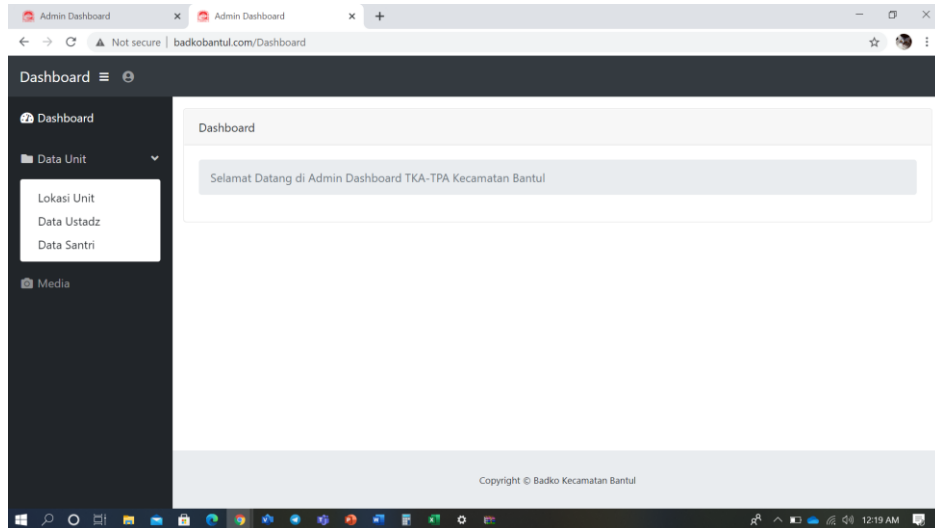 Admin Dashboard
Admin Dashboard
Not secure | badkobantul.com/Dashboard
Dashboard
Dashboard
Data Unit
Lokasi Unit
Data Ustadz
Data Santri
Media
Dashboard
Selamat Datang di Admin Dashboard TKA-TPA Kecamatan Bantul
Copyright © Badko Kecamatan Bantul
12:19 AM